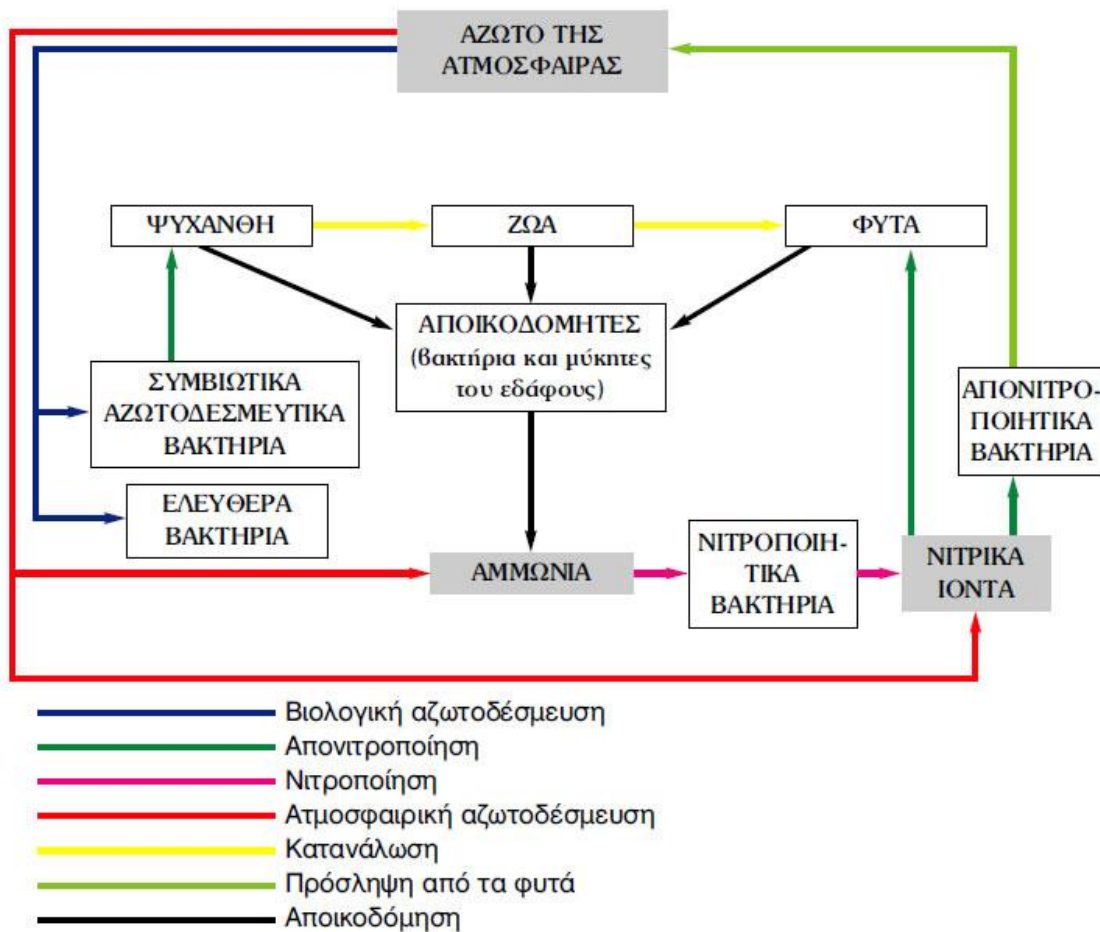 ΑΖΩΤΟ ΤΗΣ
ΑΤΜΟΣΦΑΙΡΑΣ
ΨΥΧΑΝΘΗ
ΖΩΑ
ΦΥΤΑ
ΑΠΟΙΚΟΔΟΜΗΤΕΣ
(βακτήρια και μύκητες
του εδάφους)
ΣΥΜΒΙΩΤΙΚΑ
ΑΖΩΤΟΔΕΣΜΕΥΤΙΚΑ
ΒΑΚΤΗΡΙΑ
ΑΠΟΝΙΤΡΟ-
ΠΟΙΗΤΙΚΑ
ΒΑΚΤΗΡΙΑ
ΕΛΕΥΘΕΡΑ
ΒΑΚΤΗΡΙΑ
ΑΜΜΩΝΙΑ
ΝΙΤΡΟΠΟΙΗ-
ΤΙΚΑ
ΒΑΚΤΗΡΙΑ
ΝΙΤΡΙΚΑ
ΙΟΝΤΑ
Βιολογική αζωτοδέσμευση
Απονιτροποίηση
Νιτροποίηση
Ατμοσφαιρική αζωτοδέσμευση
Κατανάλωση
Πρόσληψη από τα φυτά
Αποικοδόμηση